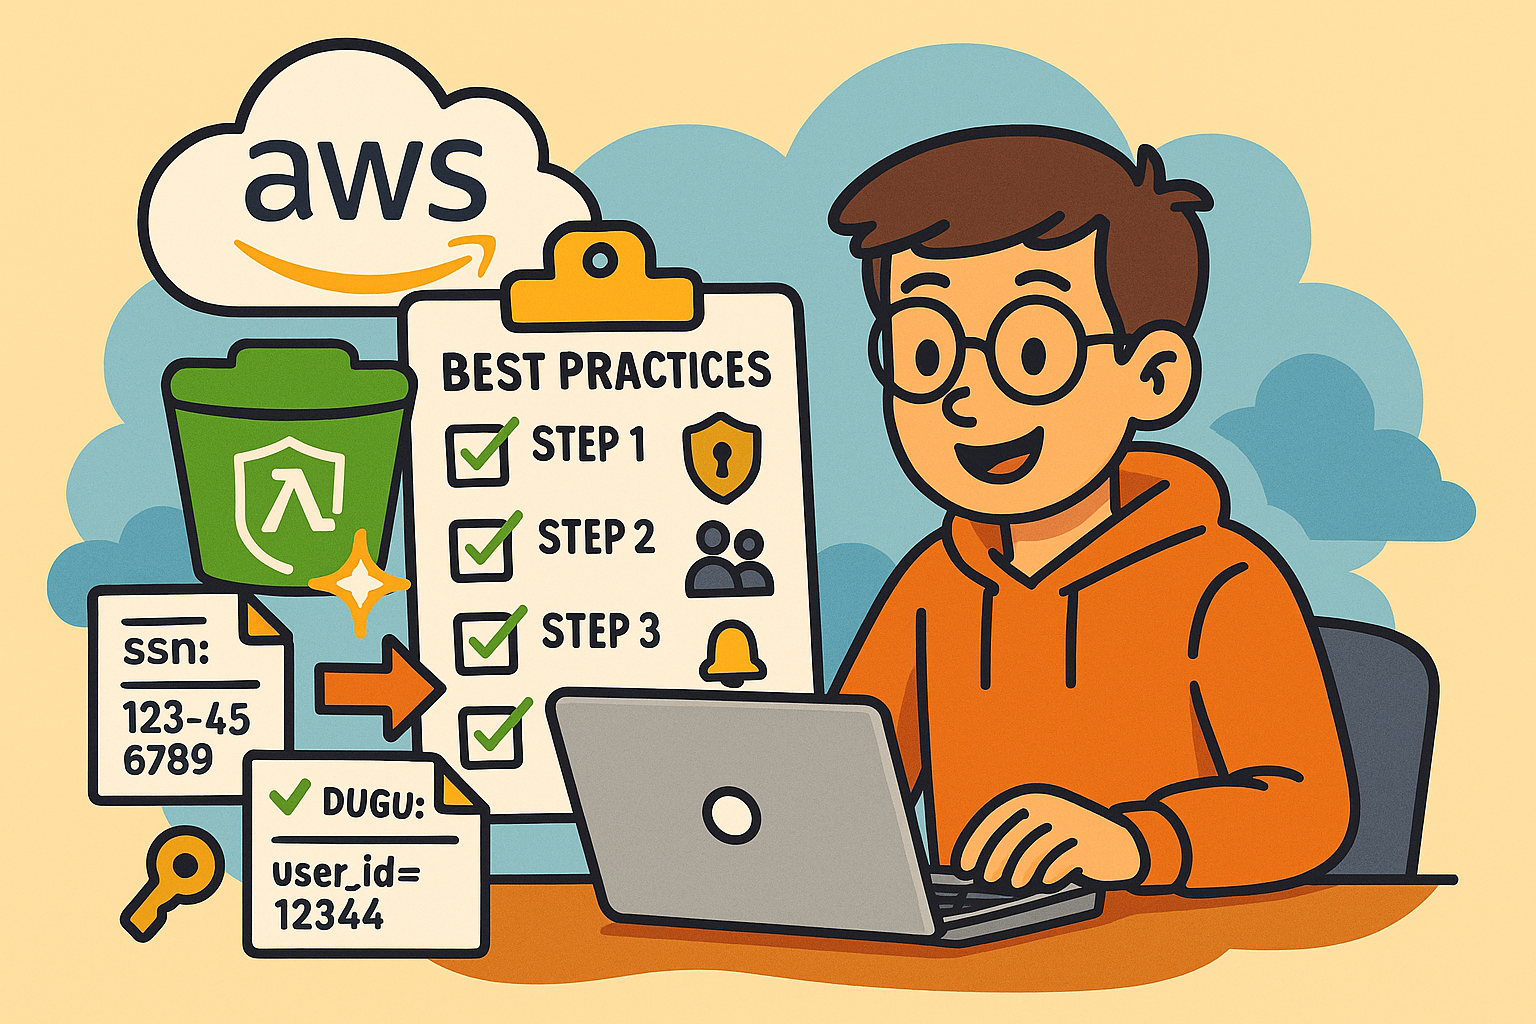 aws
BEST PRACTICES
STEP 1
STEP 2
STEP 3
ssn:
123-45
6789
DUGU:
user_id=
12344